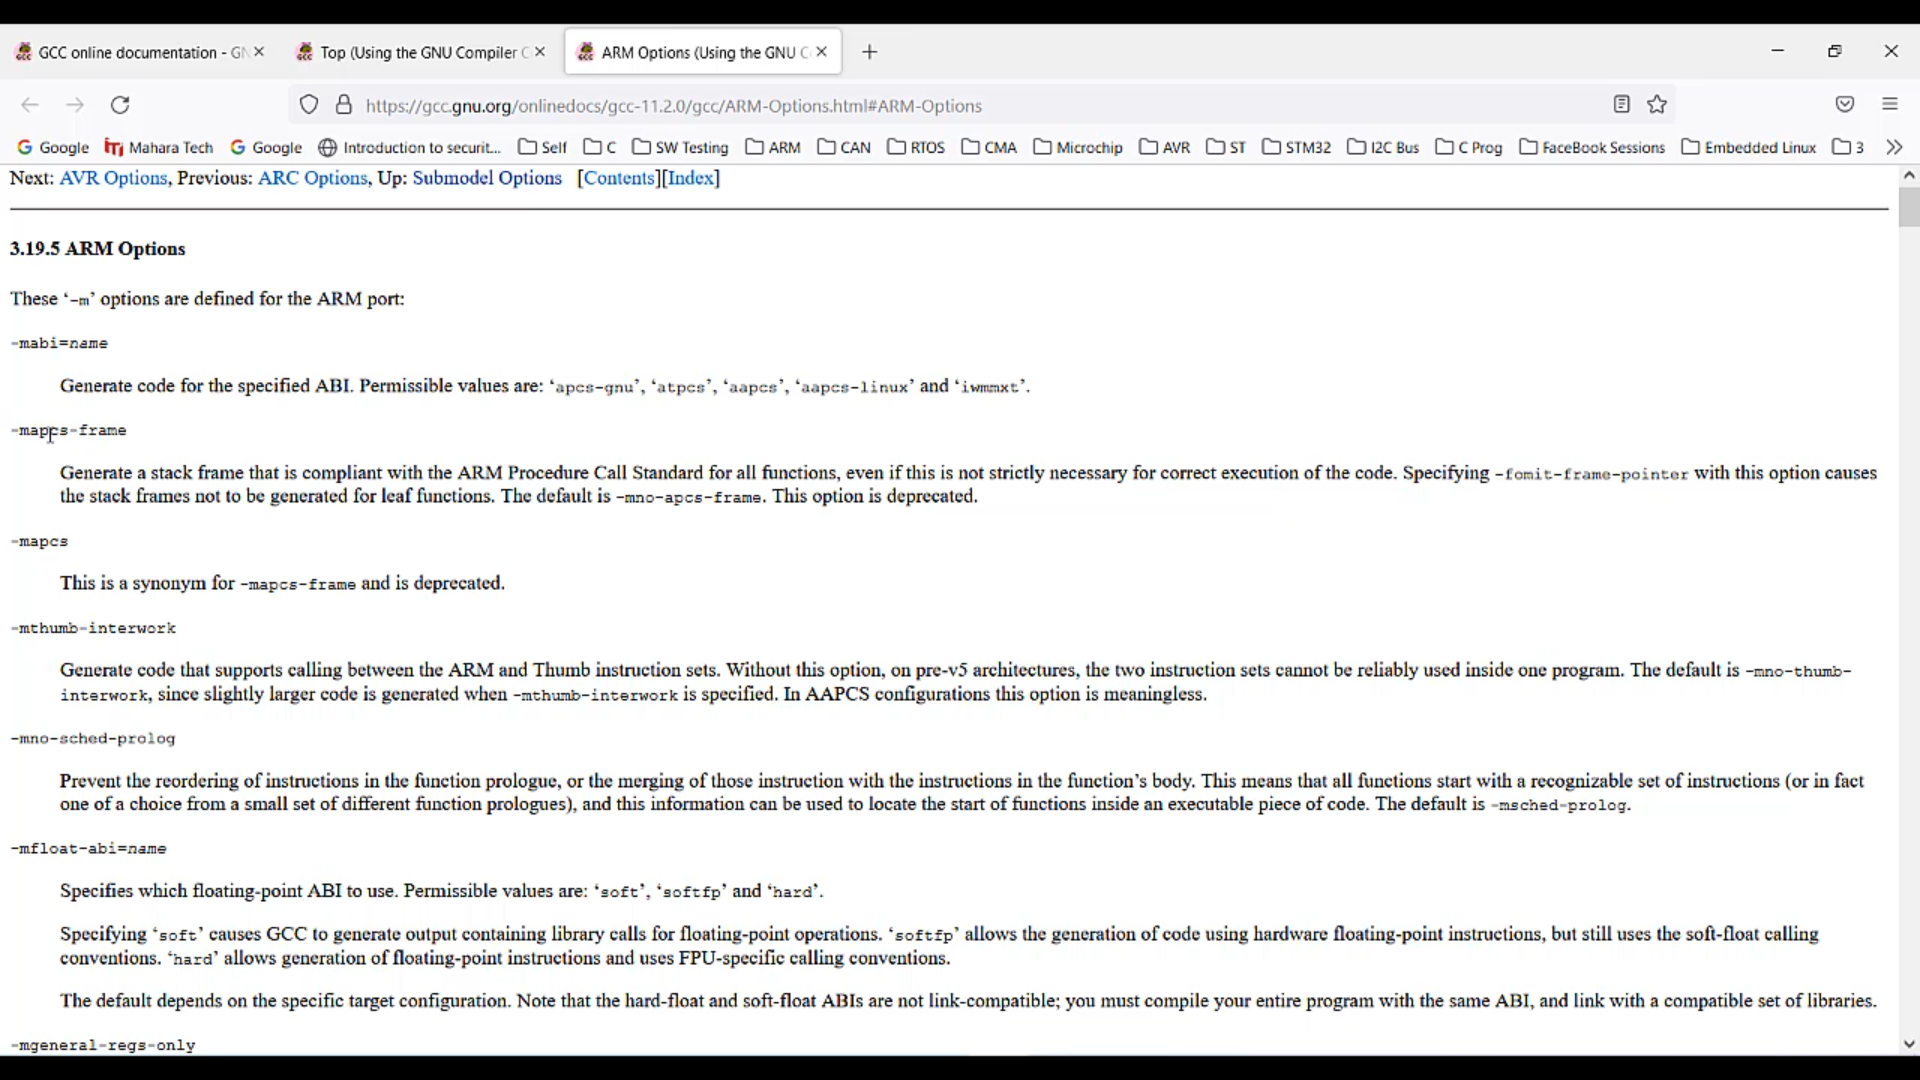 GCC online documentation - GN
Top (Using the GNU Compiler C
ARM Options (Using the GNU C
https://gcc.gnu.org/onlinedocs/gcc-11.2.0/gcc/ARM-Options.html#ARM-Options
Google Mahara Tech Google Introduction to securit... Self C SW Testing ARM CAN RTOS CMA Microchip AVR ST STM32 I2C Bus C Prog FaceBook Sessions Embedded Linux 3
Next: AVR Options, Previous: ARC Options, Up: Submodel Options [Contents][Index]
3.19.5 ARM Options
These ‘-m’ options are defined for the ARM port:
-mabi=name
Generate code for the specified ABI. Permissible values are: ‘apcs-gnu’, ‘atpcs’, ‘aapcs’, ‘aapcs-linux’ and ‘iwmmxt’.
-mapcs-frame
Generate a stack frame that is compliant with the ARM Procedure Call Standard for all functions, even if this is not strictly necessary for correct execution of the code. Specifying -fomit-frame-pointer with this option causes
the stack frames not to be generated for leaf functions. The default is -mno-apcs-frame. This option is deprecated.
-mapcs
This is a synonym for -mapcs-frame and is deprecated.
-mthumb-interwork
Generate code that supports calling between the ARM and Thumb instruction sets. Without this option, on pre-v5 architectures, the two instruction sets cannot be reliably used inside one program. The default is -mno-thumb-
interwork, since slightly larger code is generated when -mthumb-interwork is specified. In AAPCS configurations this option is meaningless.
-mno-sched-prolog
Prevent the reordering of instructions in the function prologue, or the merging of those instruction with the instructions in the function’s body. This means that all functions start with a recognizable set of instructions (or in fact
one of a choice from a small set of different function prologues), and this information can be used to locate the start of functions inside an executable piece of code. The default is -msched-prolog.
-mfloat-abi=name
Specifies which floating-point ABI to use. Permissible values are: ‘soft’, ‘softfp’ and ‘hard’.
Specifying ‘soft’ causes GCC to generate output containing library calls for floating-point operations. ‘softfp’ allows the generation of code using hardware floating-point instructions, but still uses the soft-float calling
conventions. ‘hard’ allows generation of floating-point instructions and uses FPU-specific calling conventions.
The default depends on the specific target configuration. Note that the hard-float and soft-float ABIs are not link-compatible; you must compile your entire program with the same ABI, and link with a compatible set of libraries.
-mgeneral-regs-only